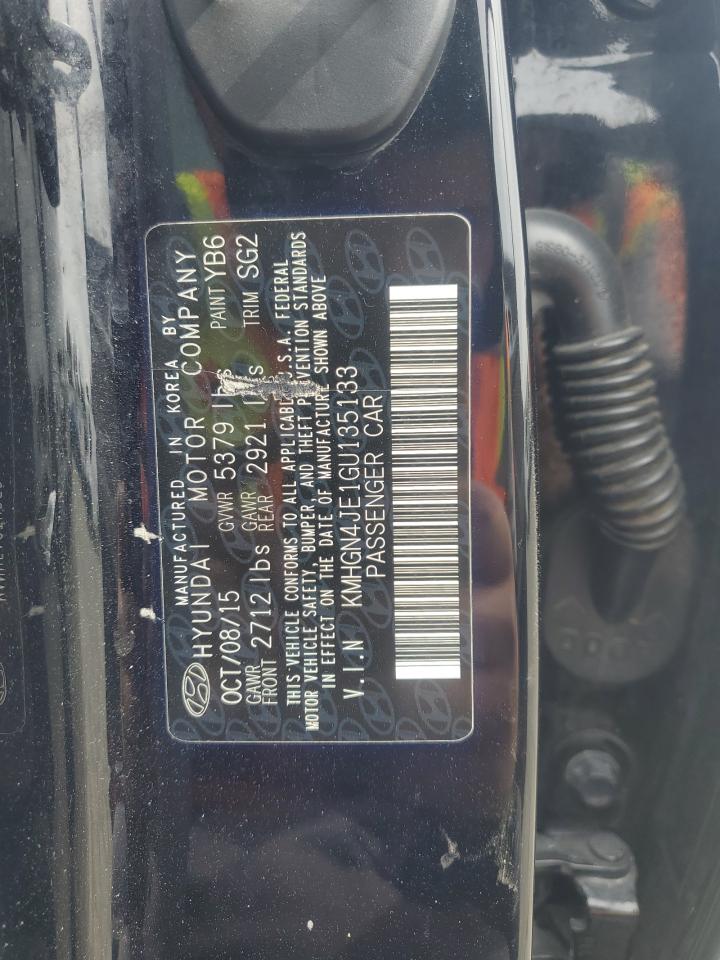 MANUFACTURED IN KOREA BY
HYUNDAI MOTOR COMPANY
OCT/08/15 GVWR 5379 lbs PAINT YB6
GAWR FRONT 2712 lbs GAWR REAR 2921 lbs TRIM SG2
THIS VEHICLE CONFORMS TO ALL APPLICABLE U.S.A. FEDERAL
MOTOR VEHICLE SAFETY, BUMPER, AND THEFT PREVENTION STANDARDS
IN EFFECT ON THE DATE OF MANUFACTURE SHOWN ABOVE
V.I.N KMHGN4JE1GU135133
PASSENGER CAR